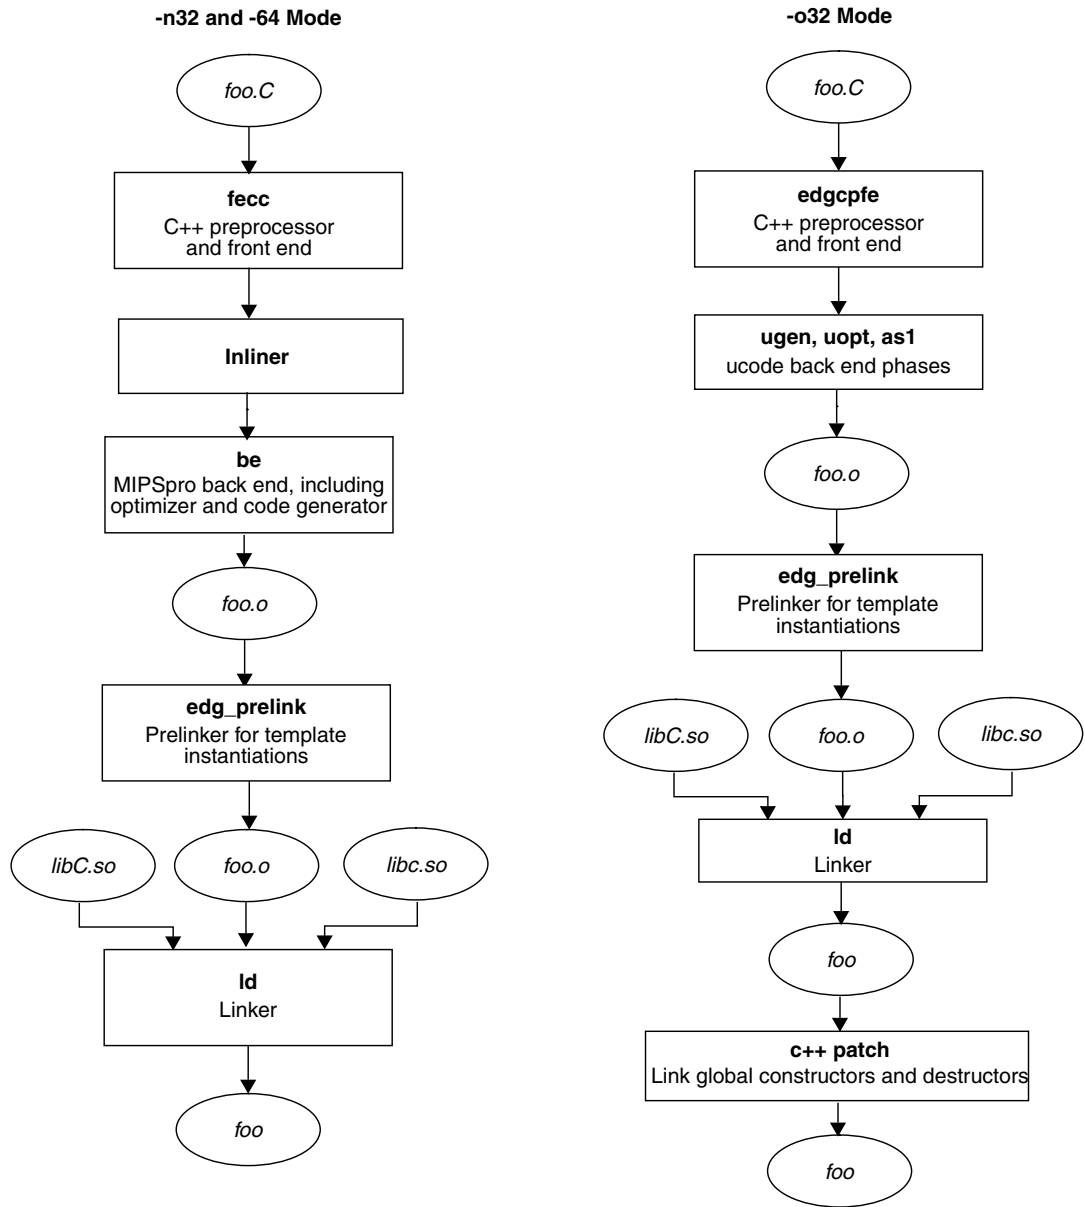 -n32 and -64 Mode
foo.C
fecc
C++ preprocessor
and front end
Inliner
be
MIPSpro back end, including
optimizer and code generator
foo.o
edg_prelink
Prelinker for template
instantiations
libC.so
foo.o
libc.so
ld
Linker
foo
-o32 Mode
foo.C
edgcpfe
C++ preprocessor
and front end
ugen, uopt, as1
ucode back end phases
foo.o
edg_prelink
Prelinker for template
instantiations
libC.so
foo.o
libc.so
ld
Linker
foo
c++ patch
Link global constructors and destructors
foo